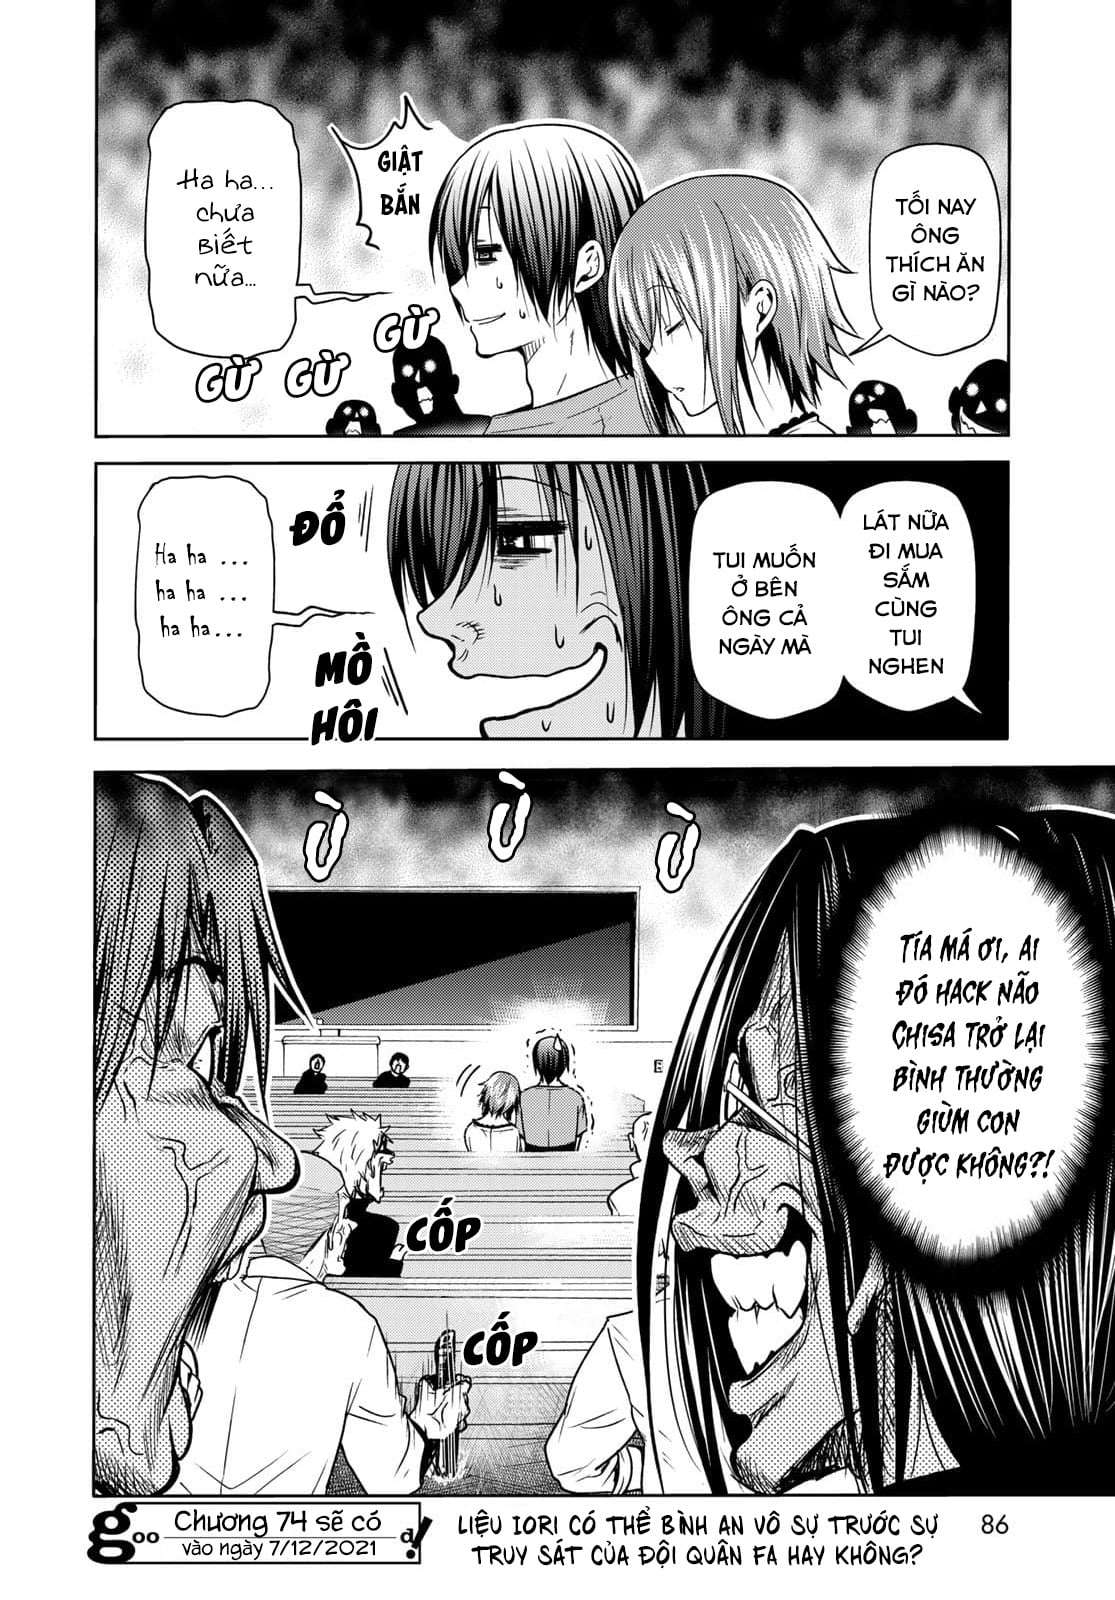 TỐI NAY
ÔNG
THÍCH ĂN
GÌ NÀO?
GIẬT
BẮN
Ha ha...
chưa
Biết
nữa...
GỪ
GỪ
GỪ
LÁT NỮA
ĐI MUA
SẮM
CÙNG
TUI
NGHEN
TUI MUỐN
Ở BÊN
ÔNG CẢ
NGÀY MÀ
ĐỔ
MỒ
HÔI
Ha ha ...
ha ha ...
ha ha...
Ù
Ù
Ù
TÍA MÁ ƠI, AI
ĐÓ HACK NÃO
CHISA TRỞ LẠI
BÌNH THƯỜNG
GIÙM CON
ĐƯỢC KHÔNG?!
CỐP
CỐP
goo
Chương 74 sẽ có
vào ngày 7/12/2021
d!
LIỆU IORI CÓ THỂ BÌNH AN VÔ SỰ TRƯỚC SỰ
TRUY SÁT CỦA ĐỘI QUÂN FA HAY KHÔNG?
86